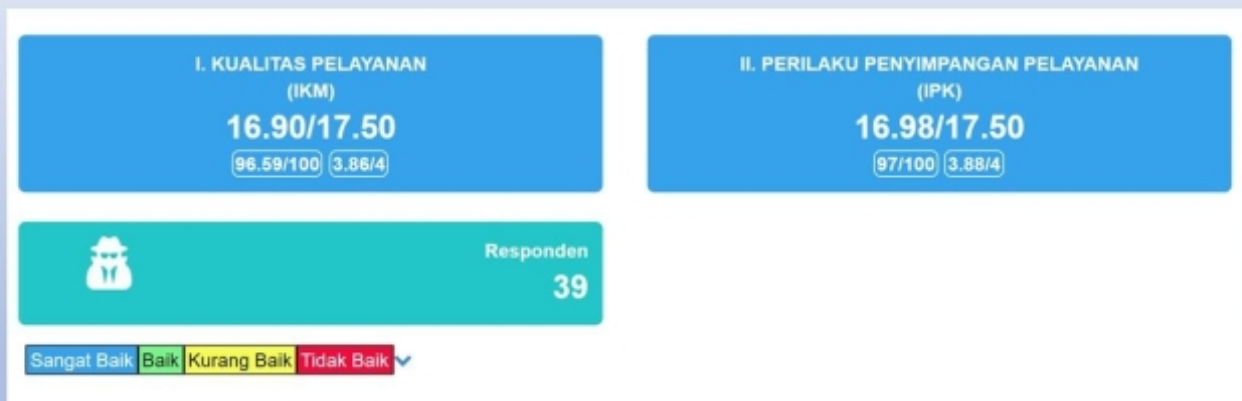 I. KUALITAS PELAYANAN
(IKM)
16.90/17.50
96.59/100 3.86/4
II. PERILAKU PENYIMPANGAN PELAYANAN
(IPK)
16.98/17.50
97/100 3.88/4
Responden
39
Sangat Baik Baik Kurang Baik Tidak Baik